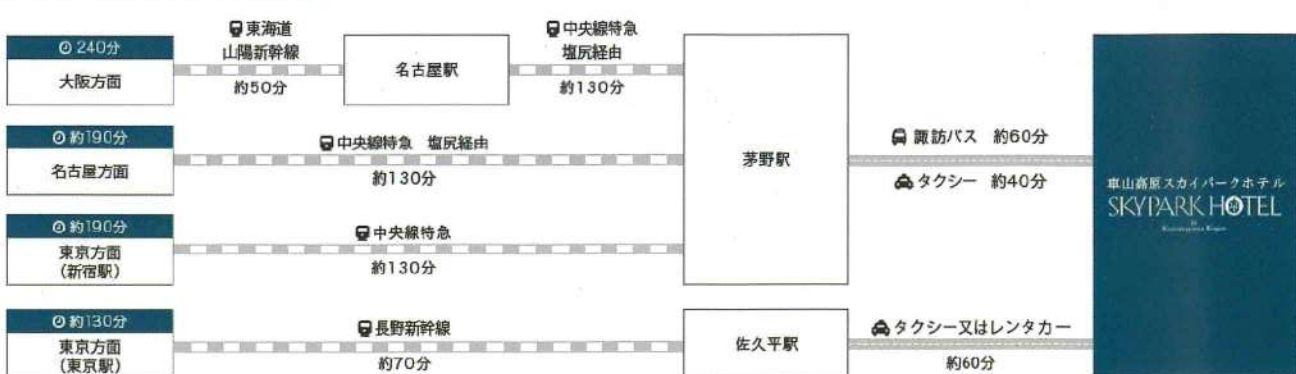 240分
大阪方面
東海道
山陽新幹線
約50分
名古屋駅
中央線特急
塩尻経由
約130分
約190分
名古屋方面
中央線特急 塩尻経由
約130分
約190分
東京方面
(新宿駅)
中央線特急
約130分
茅野駅
諏訪バス 約60分
タクシー 約40分
約130分
東京方面
(東京駅)
長野新幹線
約70分
佐久平駅
タクシー又はレンタカー
約60分
車山高原スカイパークホテル
SKYPARK HOTEL